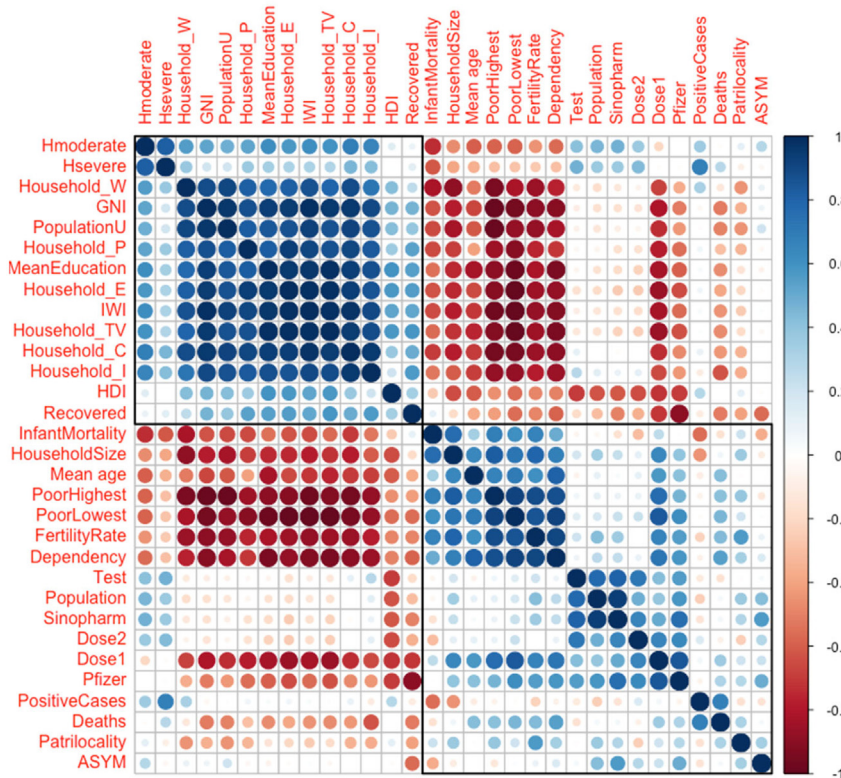 Hmoderate
Hsevere
Household_W
GNI
PopulationU
Household_P
MeanEducation
Household_E
IWI
Household_TV
Household_C
Household_I
HDI
Recovered
InfantMortality
HouseholdSize
Mean age
PoorHighest
PoorLowest
FertilityRate
Dependency
Test
Population
Sinopharm
Dose2
Dose1
Pfizer
PositiveCases
Deaths
Patrilocality
ASYM
Hmoderate
Hsevere
Household_W
GNI
PopulationU
Household_P
MeanEducation
Household_E
IWI
Household_TV
Household_C
Household_I
HDI
Recovered
InfantMortality
HouseholdSize
Mean age
PoorHighest
PoorLowest
FertilityRate
Dependency
Test
Population
Sinopharm
Dose2
Dose1
Pfizer
PositiveCases
Deaths
Patrilocality
ASYM
1
0